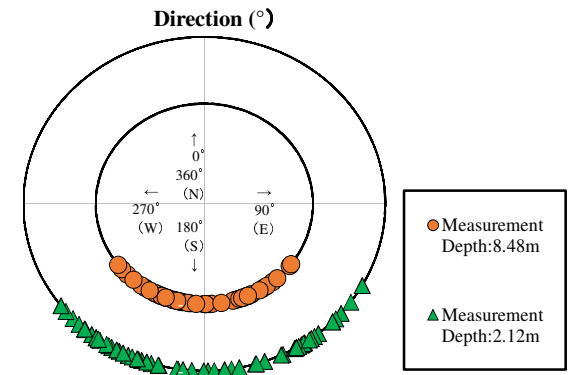 Direction (°)
↑
0°
360°
(N)
←
→
270°
(W)
180°
(S)
↓
90°
(E)
Measurement
Depth:8.48m
Measurement
Depth:2.12m